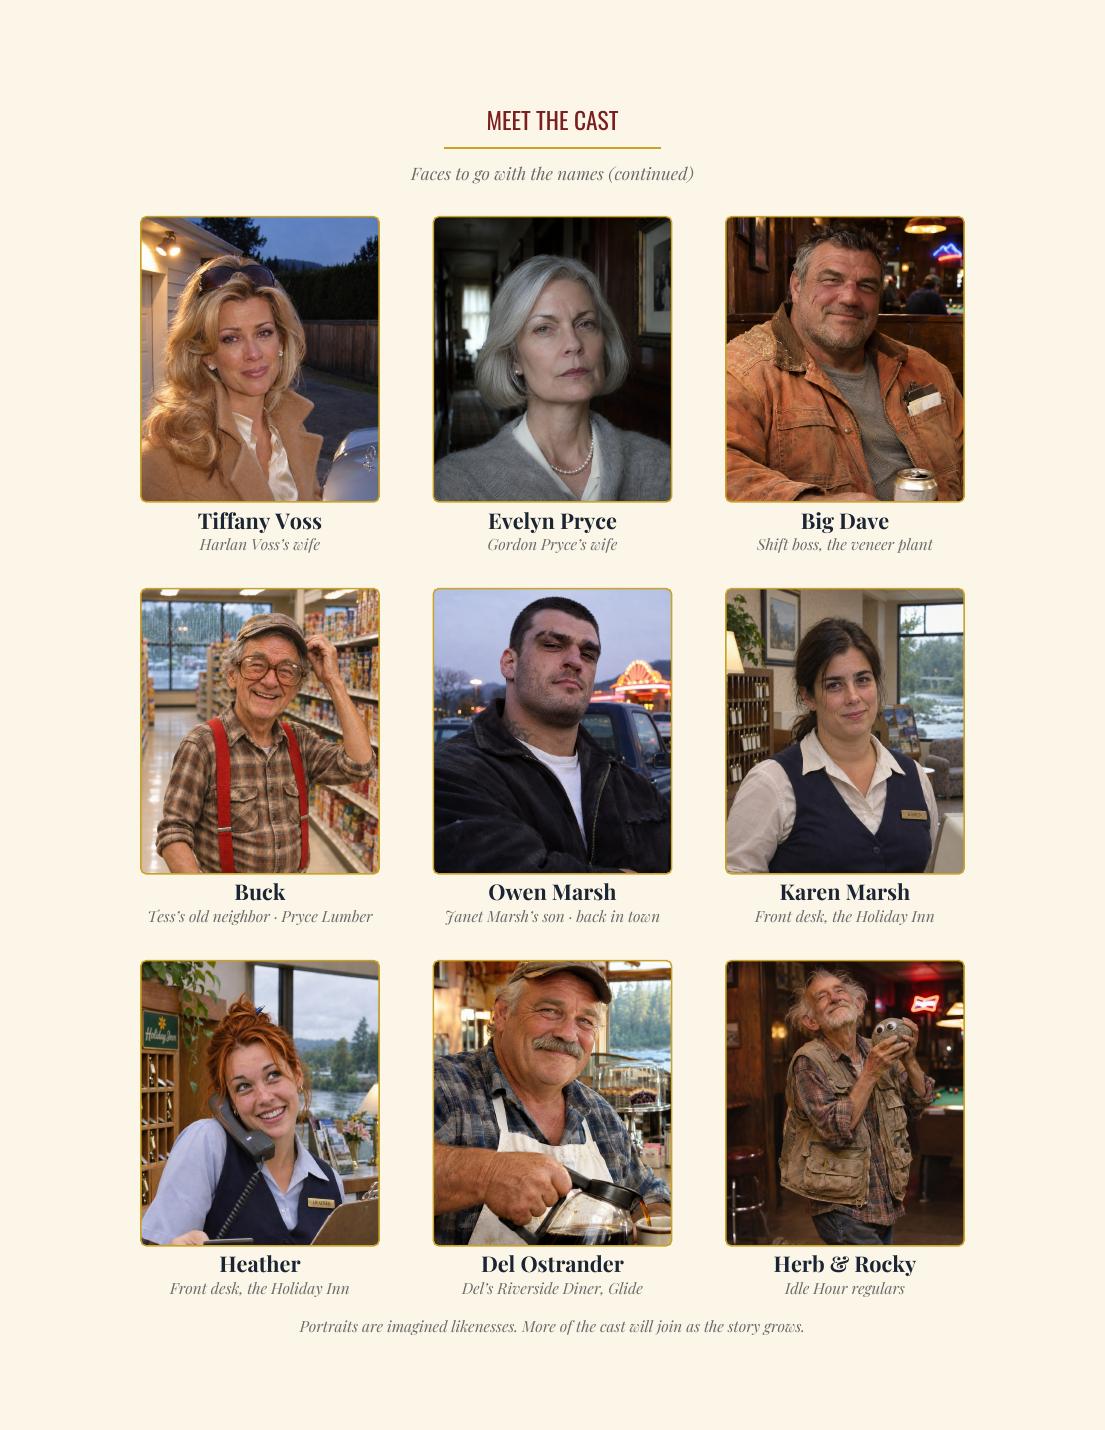 MEET THE CAST
Faces to go with the names (continued)
Tiffany Voss
Harlan Voss's wife
Evelyn Pryce
Gordon Pryce's wife
Big Dave
Shift boss, the veneer plant
Buck
Tess's old neighbor · Pryce Lumber
Owen Marsh
Janet Marsh's son · back in town
KAREN
Karen Marsh
Front desk, the Holiday Inn
Holiday Inn
HEATHER
Heather
Front desk, the Holiday Inn
Del Ostrander
Del's Riverside Diner, Glide
Herb & Rocky
Idle Hour regulars
Portraits are imagined likenesses. More of the cast will join as the story grows.